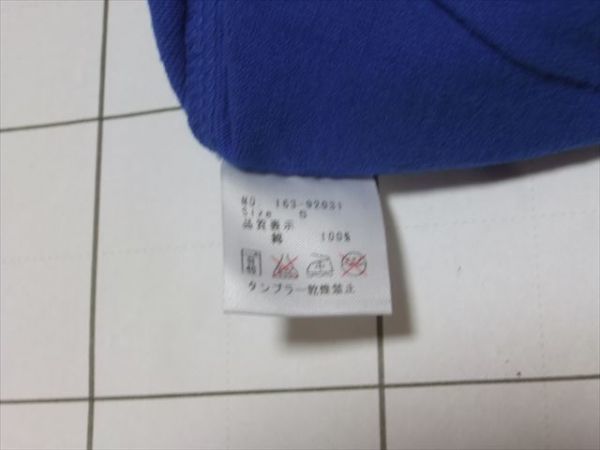 NO. 163-92031
Size S
品質表示
綿 100%
40
タンブラー乾燥禁止